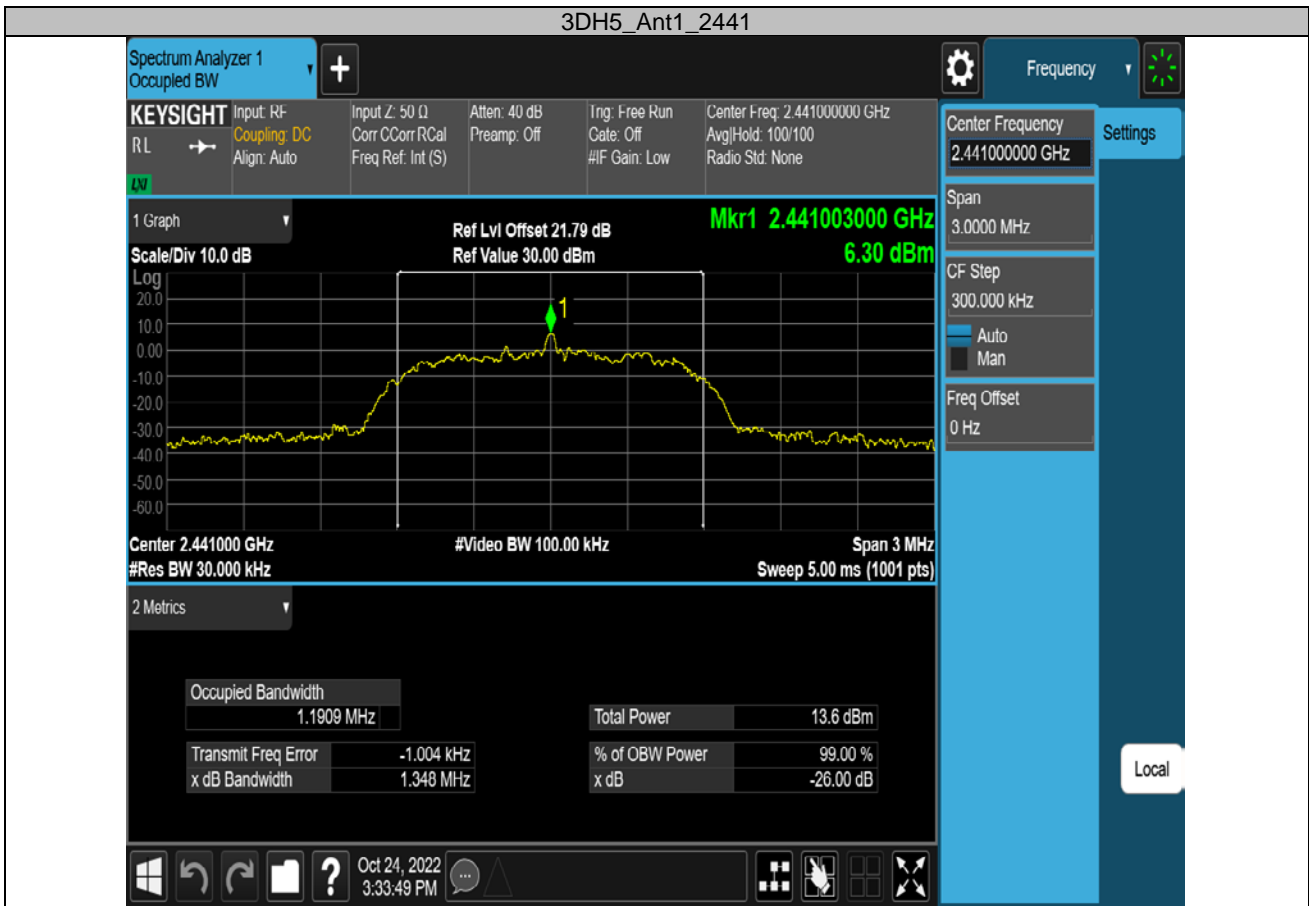 3DH5_Ant1_2441
Spectrum Analyzer 1
Occupied BW
+
Frequency
KEYSIGHT
RL
LXI
Input: RF
Coupling: DC
Align: Auto
Input Z: 50 Ω
Corr CCorr RCal
Freq Ref: Int (S)
Atten: 40 dB
Preamp: Off
Trig: Free Run
Gate: Off
#IF Gain: Low
Center Freq: 2.441000000 GHz
Avg|Hold: 100/100
Radio Std: None
Center Frequency
2.441000000 GHz
Settings
Span
3.0000 MHz
CF Step
300.000 kHz
Auto
Man
Freq Offset
0 Hz
Local
1 Graph
Scale/Div 10.0 dB
Ref Lvl Offset 21.79 dB
Ref Value 30.00 dBm
Mkr1 2.441003000 GHz
6.30 dBm
Log
20.0
10.0
0.00
-10.0
-20.0
-30.0
-40.0
-50.0
-60.0
1
Center 2.441000 GHz
#Video BW 100.00 kHz
Span 3 MHz
#Res BW 30.000 kHz
Sweep 5.00 ms (1001 pts)
2 Metrics
Occupied Bandwidth
1.1909 MHz
Total Power 13.6 dBm
Transmit Freq Error -1.004 kHz
% of OBW Power 99.00 %
x dB Bandwidth 1.348 MHz
x dB -26.00 dB
?
Oct 24, 2022
3:33:49 PM